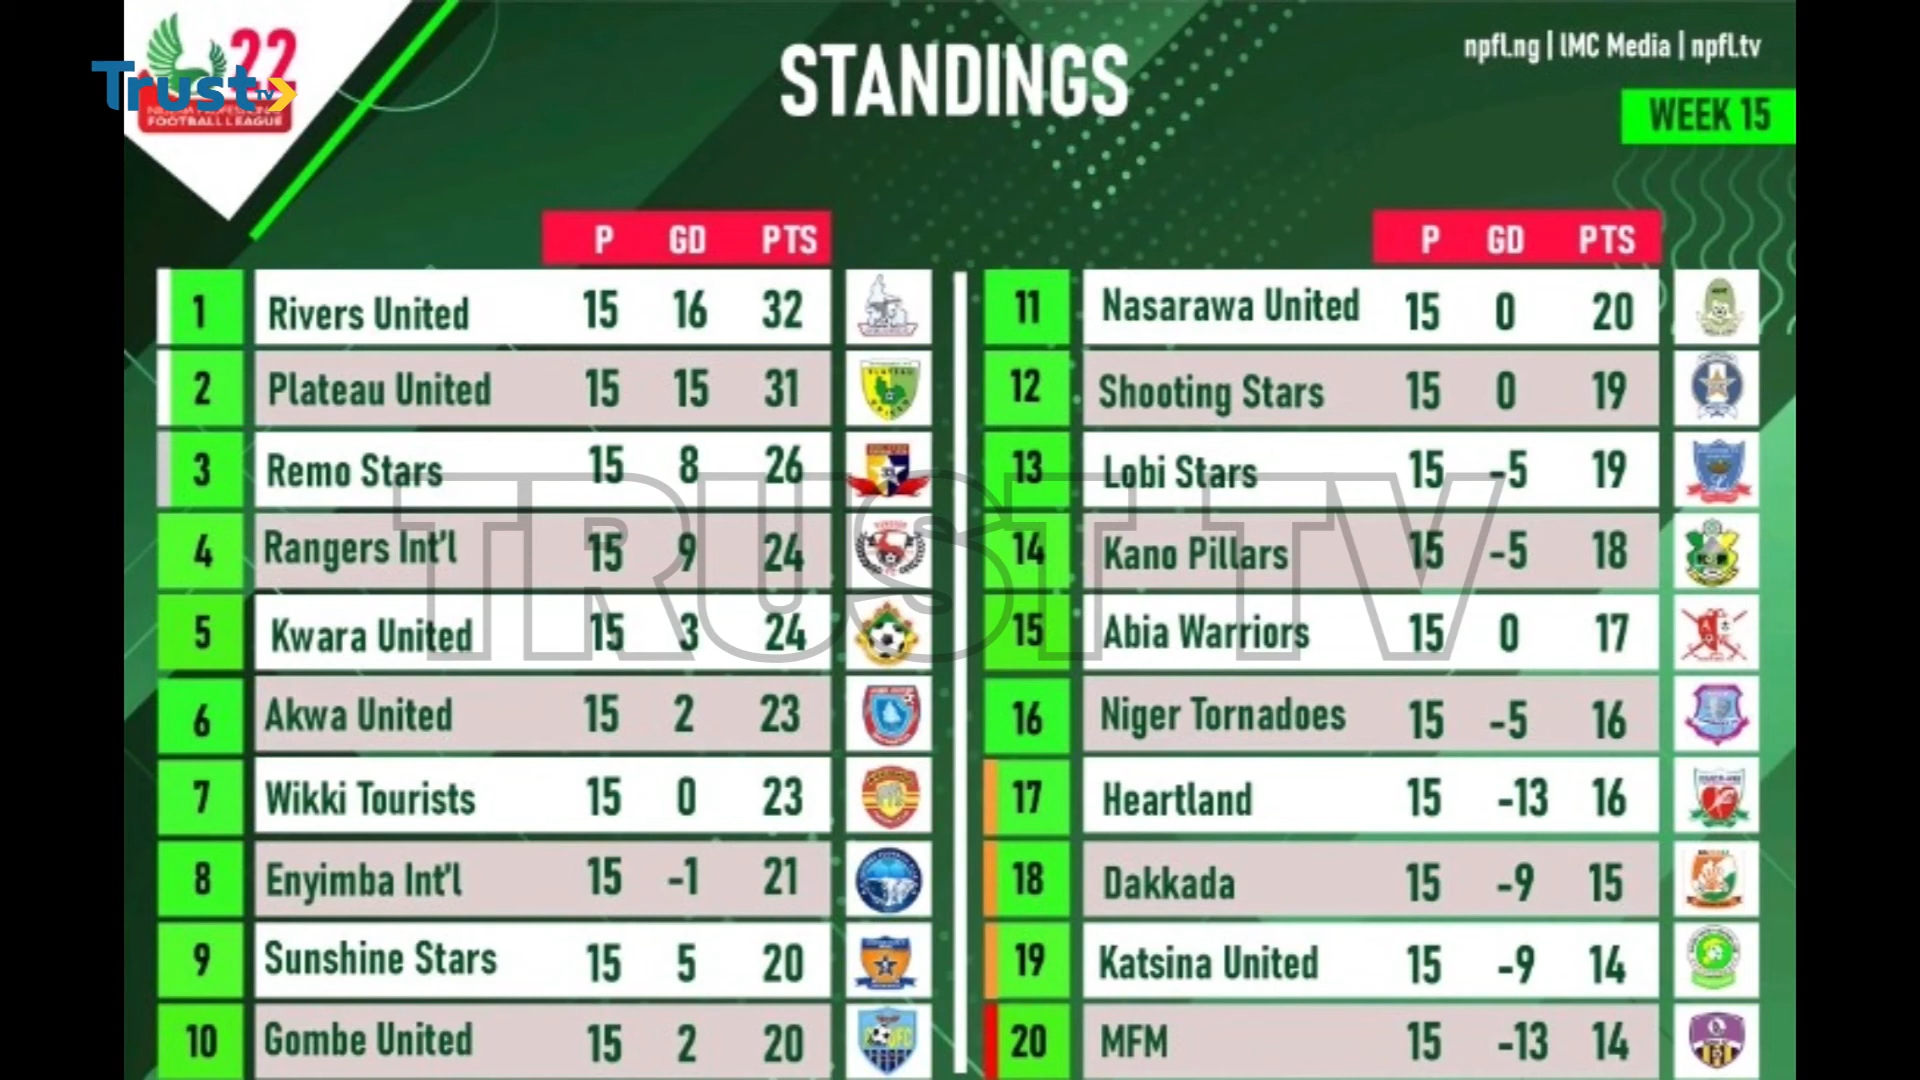 22
Trust TV
FOOTBALL LEAGUE
STANDINGS
npfl.ng | IMC Media | npfl.tv
WEEK 15
P GD PTS
1 Rivers United 15 16 32
2 Plateau United 15 15 31
3 Remo Stars 15 8 26
4 Rangers Int'l 15 9 24
5 Kwara United 15 3 24
6 Akwa United 15 2 23
7 Wikki Tourists 15 0 23
8 Enyimba Int'l 15 -1 21
9 Sunshine Stars 15 5 20
10 Gombe United 15 2 20
P GD PTS
11 Nasarawa United 15 0 20
12 Shooting Stars 15 0 19
13 Lobi Stars 15 -5 19
14 Kano Pillars 15 -5 18
15 Abia Warriors 15 0 17
16 Niger Tornadoes 15 -5 16
17 Heartland 15 -13 16
18 Dakkada 15 -9 15
19 Katsina United 15 -9 14
20 MFM 15 -13 14
TRUST TV